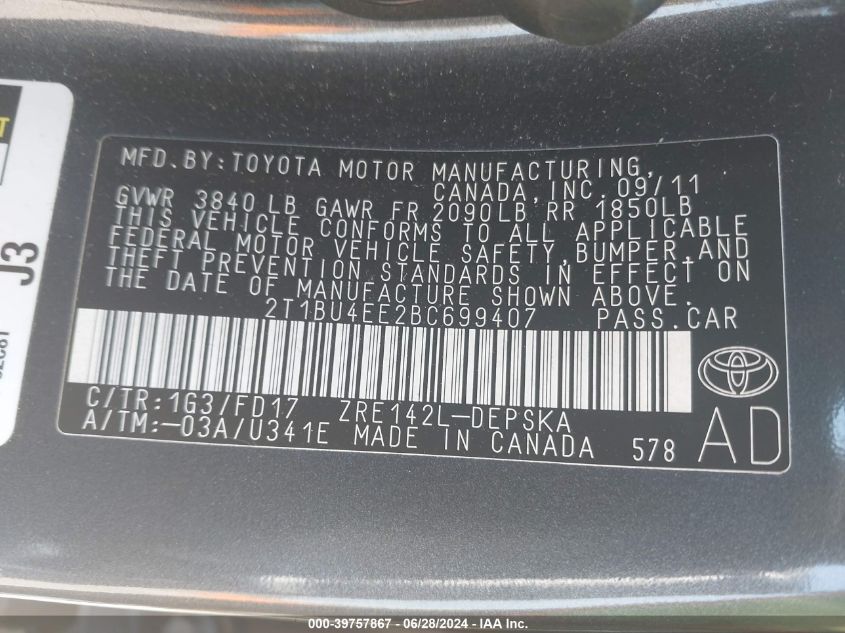 MFD.BY:TOYOTA MOTOR MANUFACTURING,
CANADA,INC.09/11
GVWR 3840 LB GAWR FR 2090LB RR 1850LB
THIS VEHICLE CONFORMS TO ALL APPLICABLE
FEDERAL MOTOR VEHICLE SAFETY,BUMPER,AND
THEFT PREVENTION STANDARDS IN EFFECT ON
THE DATE OF MANUFACTURE SHOWN ABOVE.
2T1BU4EE2BC699407 PASS.CAR
C/TR:1G3/FD17 ZRE142L-DEPSKA
A/TM:-03A/U341E MADE IN CANADA 578
AD
J3
000-39757867 - 06/28/2024 - IAA Inc.